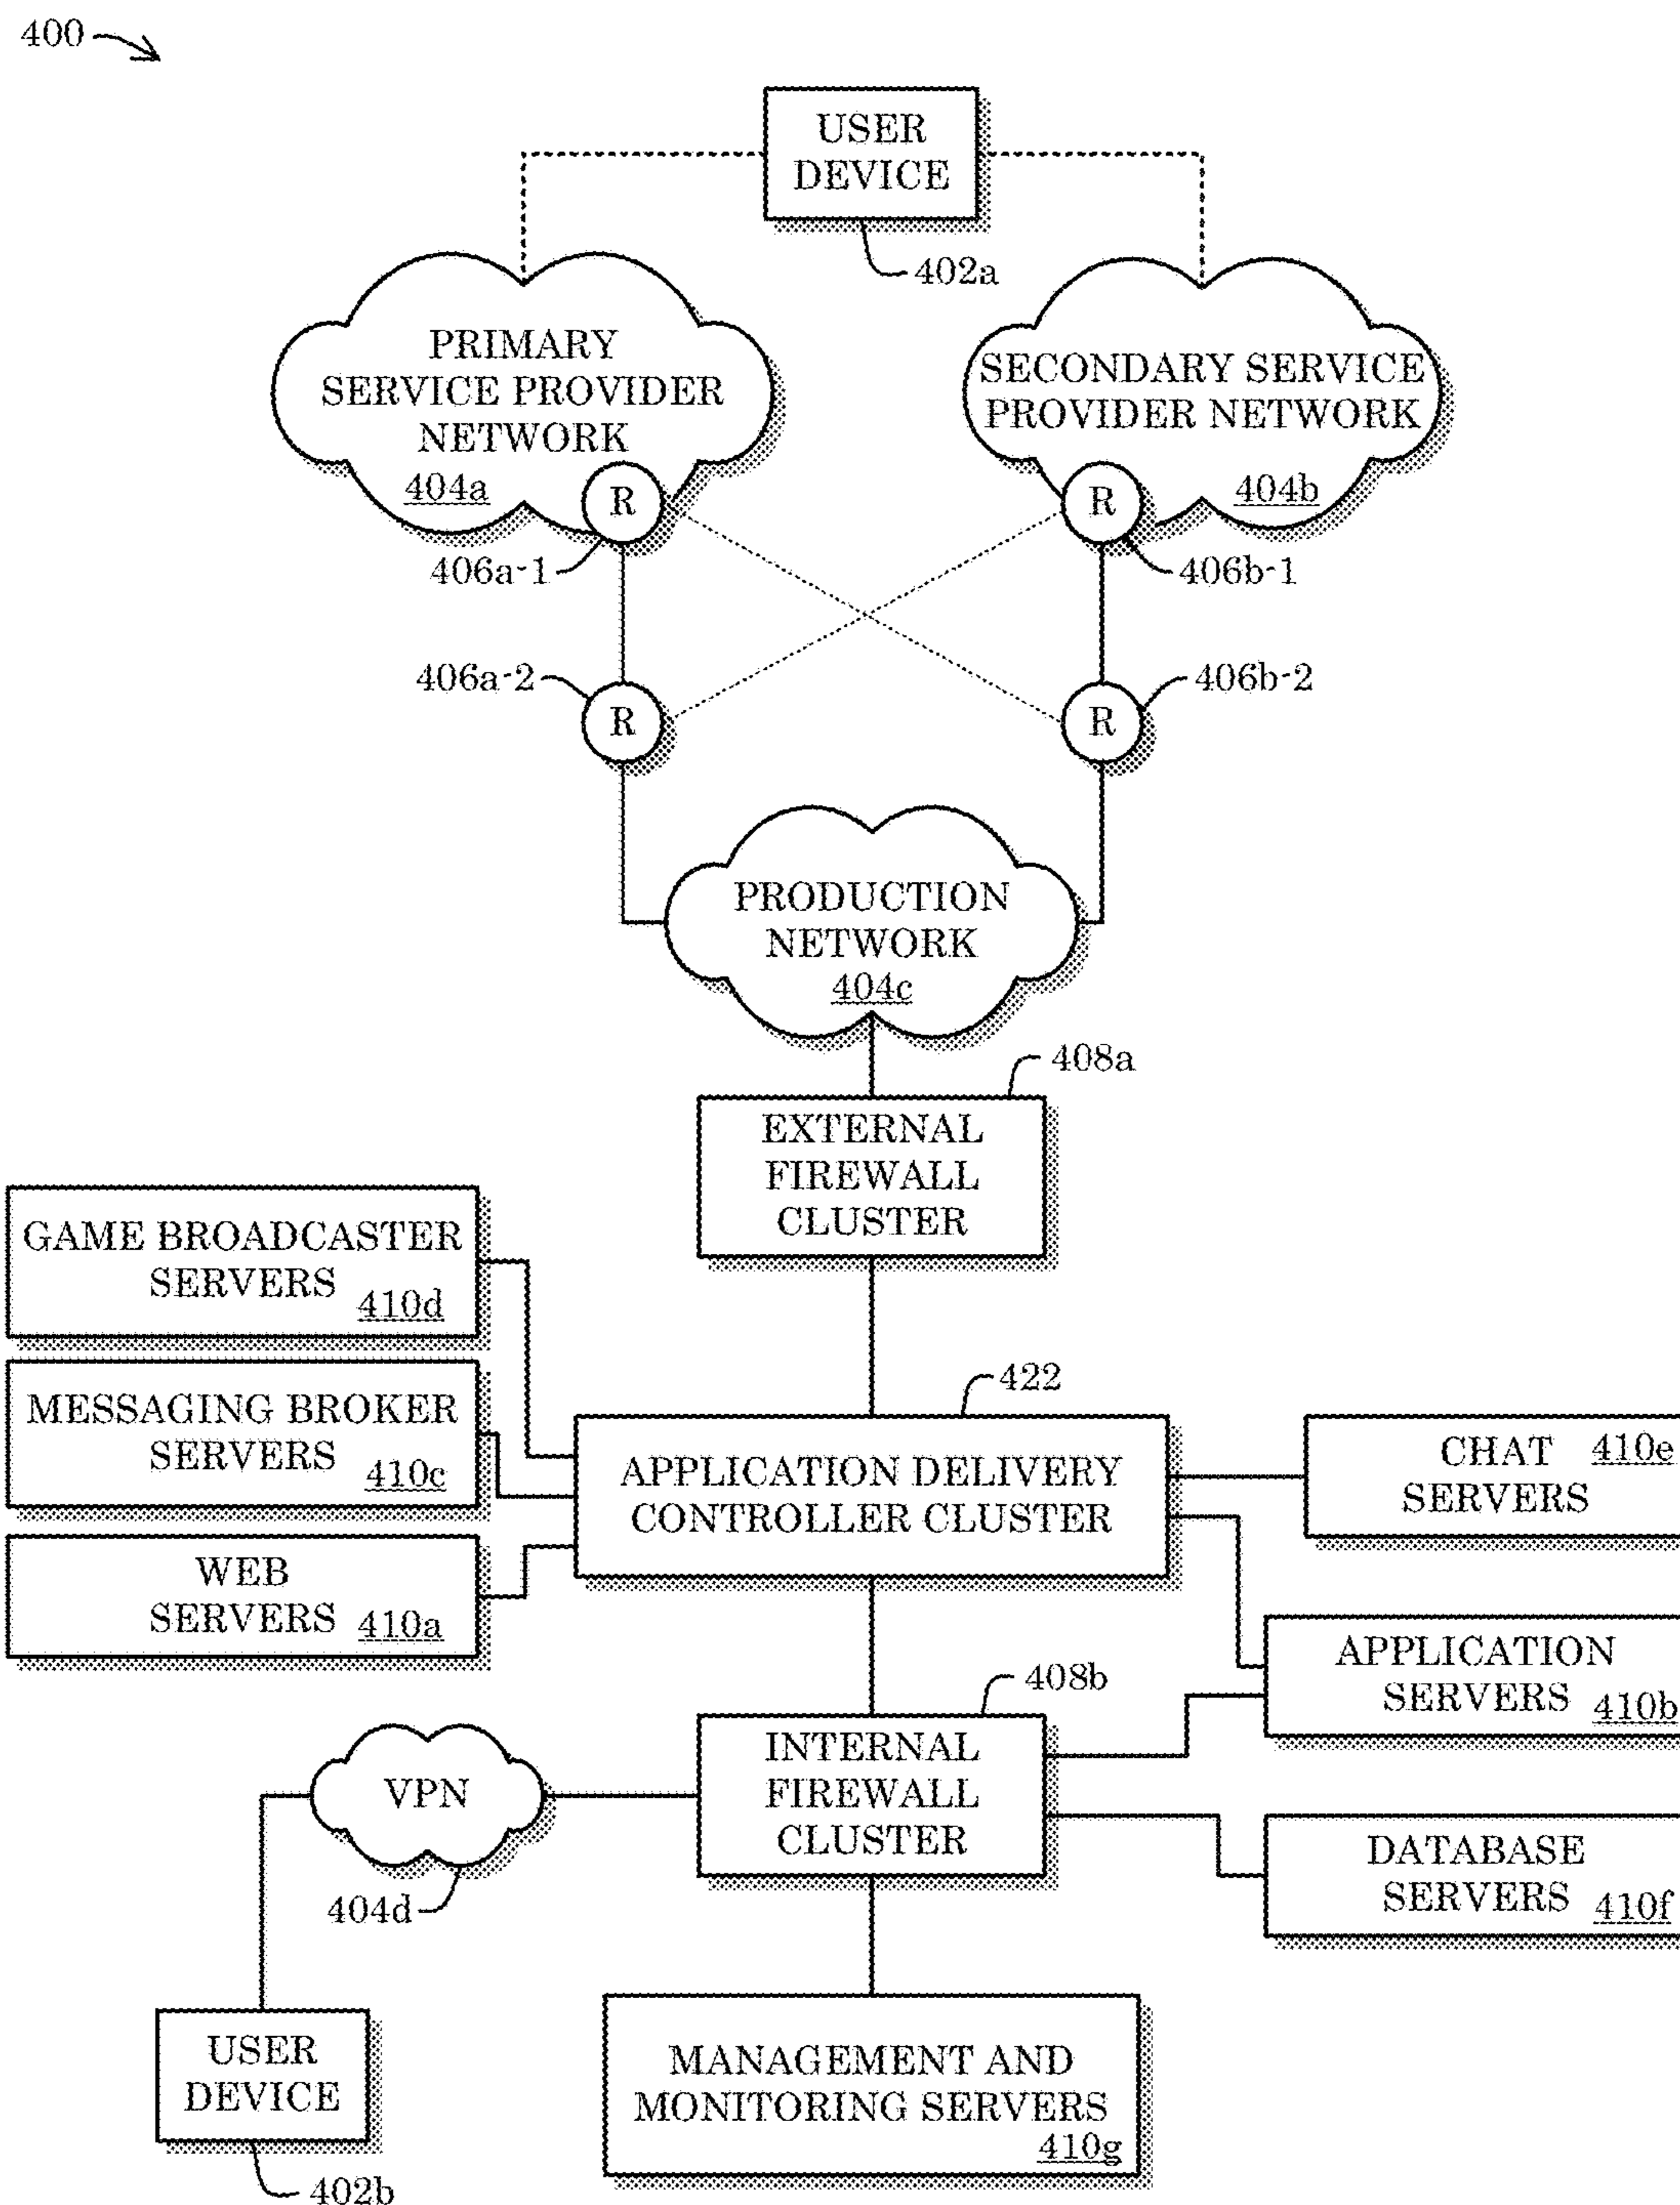 400
USER
DEVICE
402a
PRIMARY
SERVICE PROVIDER
NETWORK
404a
SECONDARY SERVICE
PROVIDER NETWORK
404b
R
R
406a-1
406b-1
406a-2
406b-2
R
R
PRODUCTION
NETWORK
404c
408a
EXTERNAL
FIREWALL
CLUSTER
GAME BROADCASTER
SERVERS 410d
MESSAGING BROKER
SERVERS 410c
WEB
SERVERS 410a
422
APPLICATION DELIVERY
CONTROLLER CLUSTER
CHAT 410e
SERVERS
APPLICATION
SERVERS 410b
408b
INTERNAL
FIREWALL
CLUSTER
VPN
404d
DATABASE
SERVERS 410f
USER
DEVICE
402b
MANAGEMENT AND
MONITORING SERVERS
410g